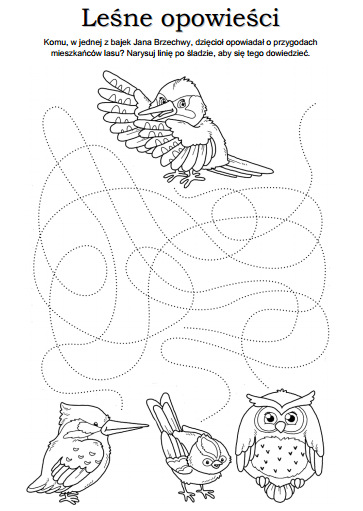 Leśne opowieści
Komu, w jednej z bajek Jana Brzechwy, dzięcioł opowiadał o przygodach
mieszkańców lasu? Narysuj linię po śladzie, aby się tego dowiedzieć.